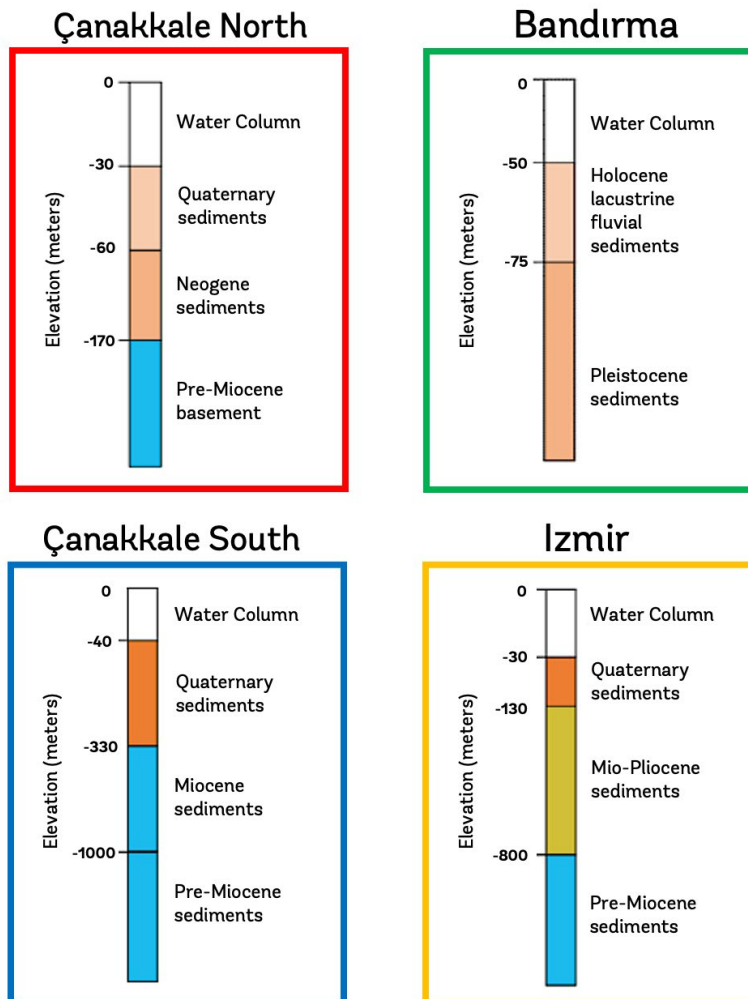 Çanakkale North
0
Water Column
-30
Quaternary
sediments
-60
Neogene
sediments
-170
Pre-Miocene
basement
Elevation (meters)
Bandırma
0
Water Column
-50
Holocene
lacustrine
fluvial
sediments
-75
Pleistocene
sediments
Elevation (meters)
Çanakkale South
0
Water Column
-40
Quaternary
sediments
-330
Miocene
sediments
-1000
Pre-Miocene
sediments
Elevation (meters)
Izmir
0
Water Column
-30
Quaternary
sediments
-130
Mio-Pliocene
sediments
-800
Pre-Miocene
sediments
Elevation (meters)